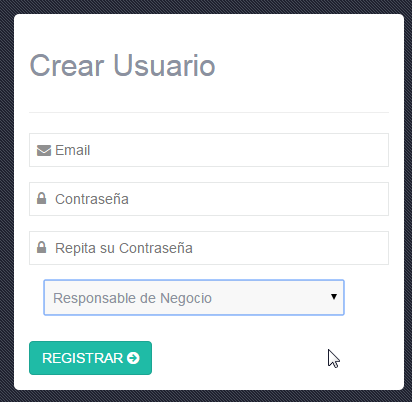 Crear Usuario
Email
Contraseña
Repita su Contraseña
Responsable de Negocio
REGISTRAR